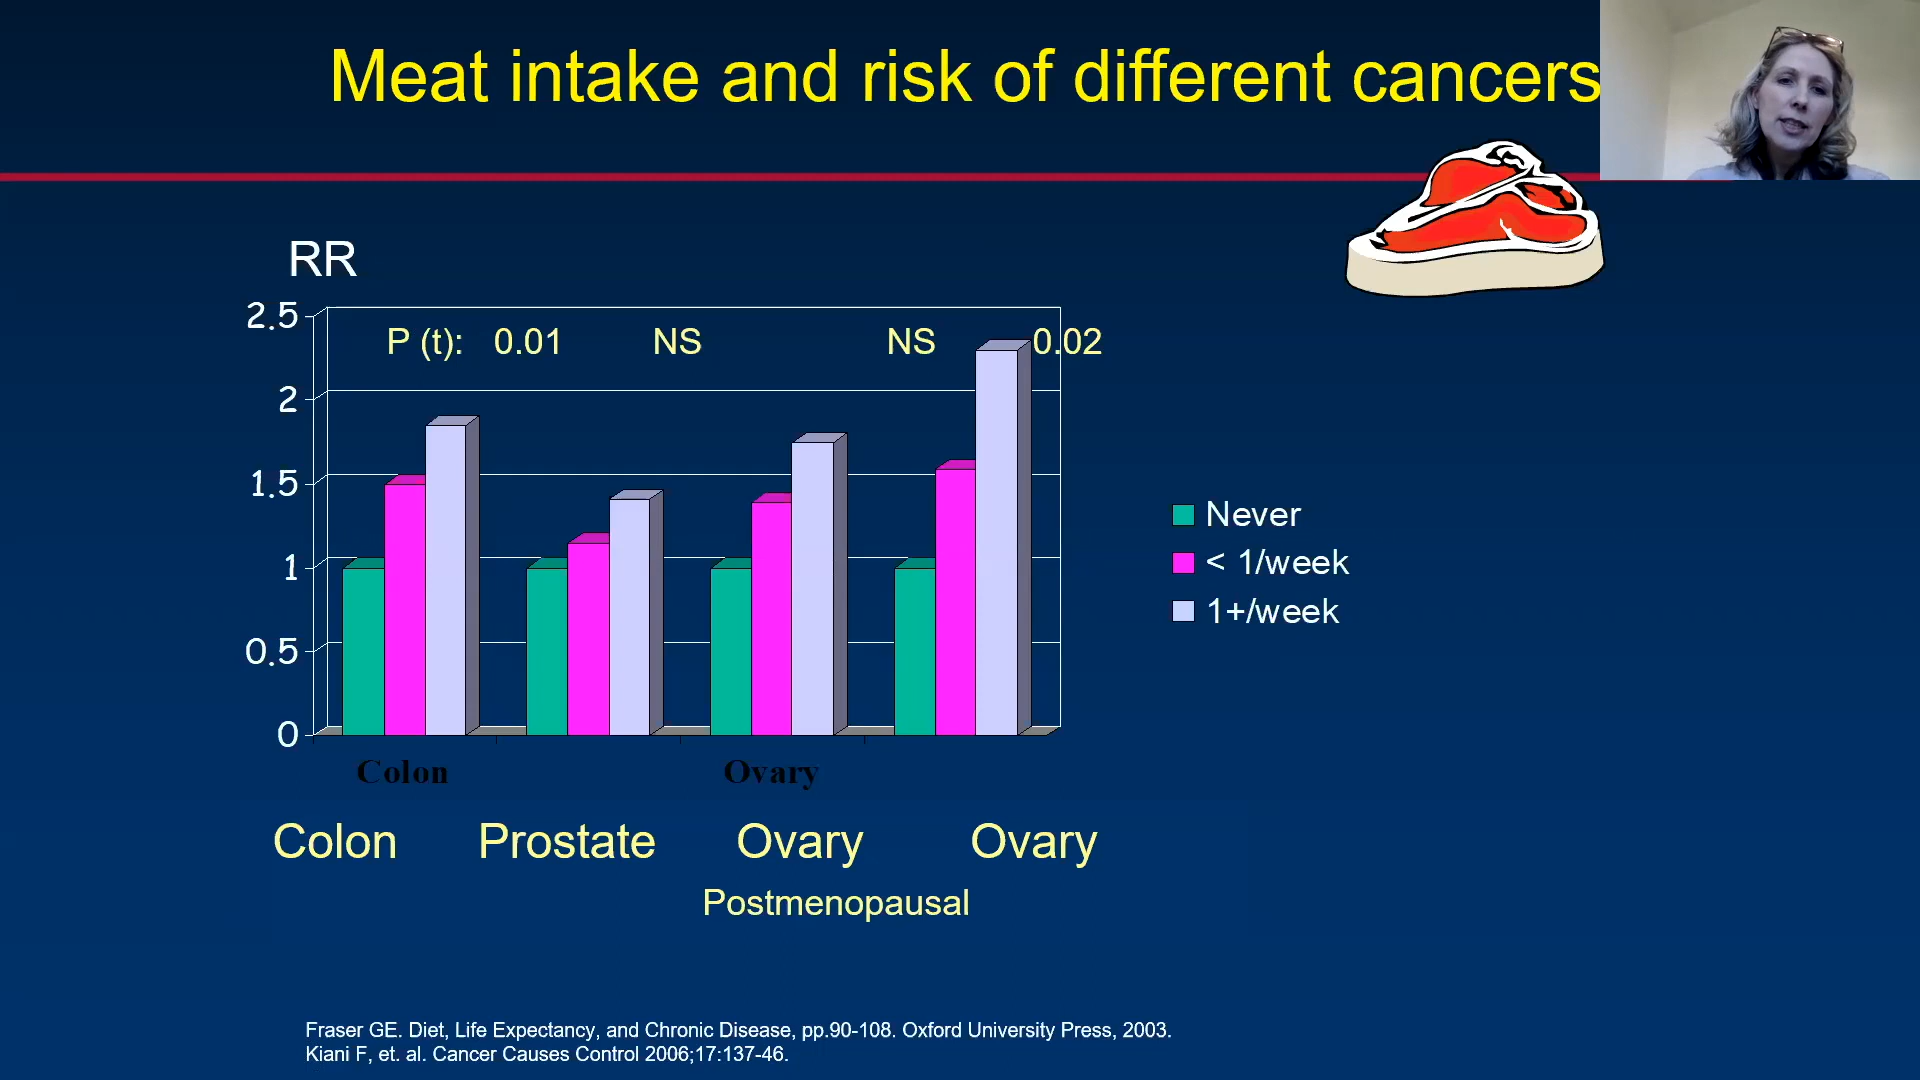 Meat intake and risk of different cancers
RR
2.5
P (t): 0.01 NS NS 0.02
2
1.5
1
0.5
0
Never
< 1/week
1+/week
Colon Ovary
Colon Prostate Ovary Ovary
Postmenopausal
Fraser GE. Diet, Life Expectancy, and Chronic Disease, pp.90-108. Oxford University Press, 2003.
Kiani F, et. al. Cancer Causes Control 2006;17:137-46.